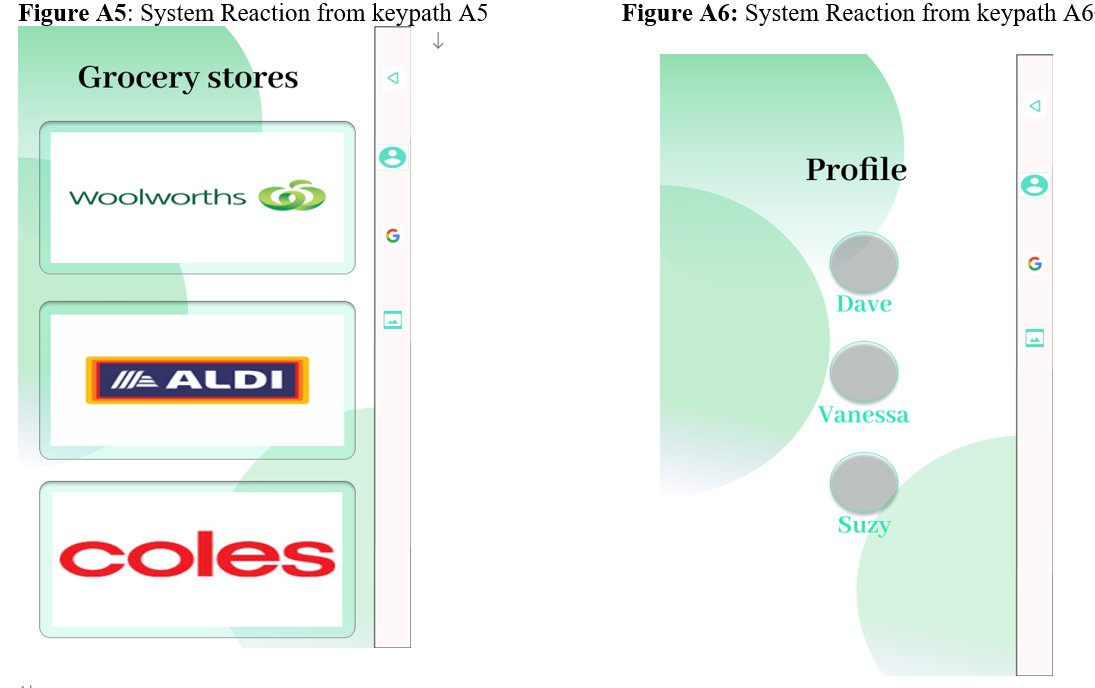 Figure A5: System Reaction from keypath A5
Grocery stores
Woolworths
ALDI
coles
Figure A6: System Reaction from keypath A6
Profile
Dave
Vanessa
Suzy